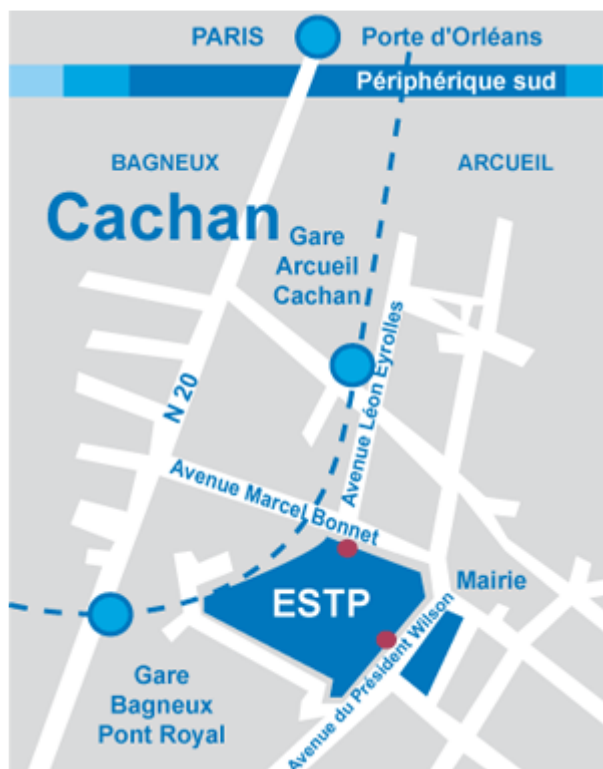 PARIS
Porte d'Orléans
Périphérique sud
BAGNEUX
ARCUEIL
Cachan
Gare
Arcueil
Cachan
N 20
Avenue Léon Eyrolles
Avenue Marcel Bonnet
Mairie
ESTP
Avenue du Président Wilson
Gare
Bagneux
Pont Royal